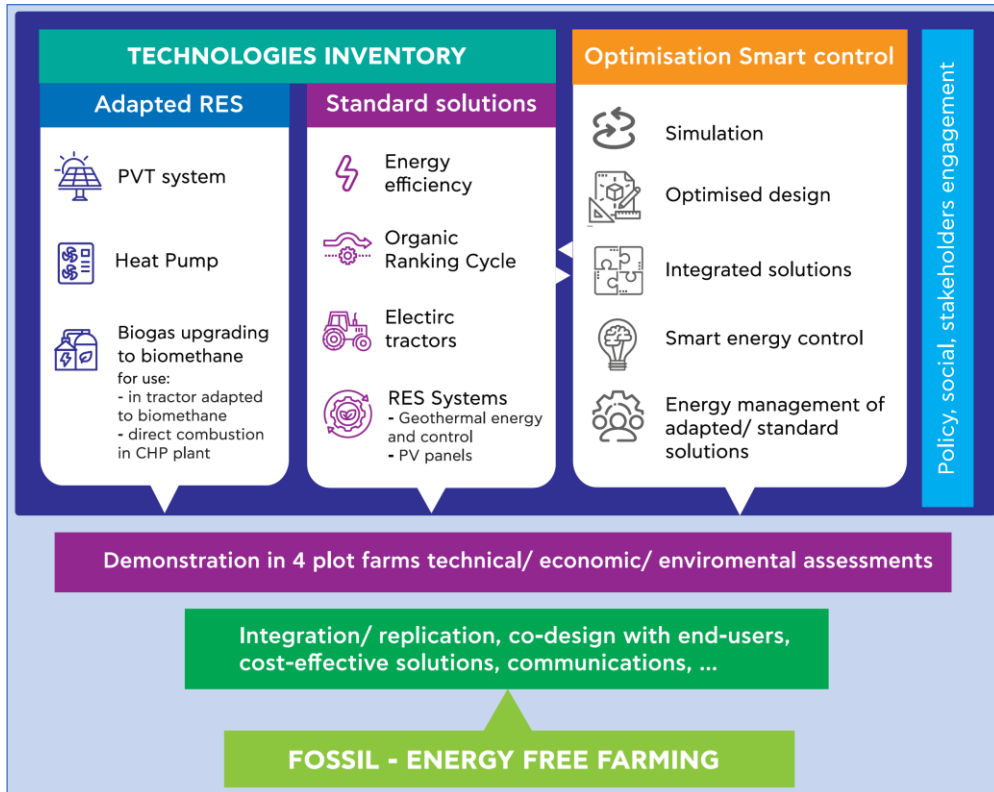 TECHNOLOGIES INVENTORY
Adapted RES
PVT system
Heat Pump
Biogas upgrading
to biomethane
for use:
- in tractor adapted
to biomethane
- direct combustion
in CHP plant
Standard solutions
Energy
efficiency
Organic
Ranking Cycle
Electirc
tractors
RES Systems
- Geothermal energy
and control
- PV panels
Optimisation Smart control
Simulation
Optimised design
Integrated solutions
Smart energy control
Energy management of
adapted/ standard
solutions
Policy, social, stakeholders engagement
Demonstration in 4 plot farms technical/ economic/ enviromental assessments
Integration/ replication, co-design with end-users,
cost-effective solutions, communications, ...
FOSSIL - ENERGY FREE FARMING